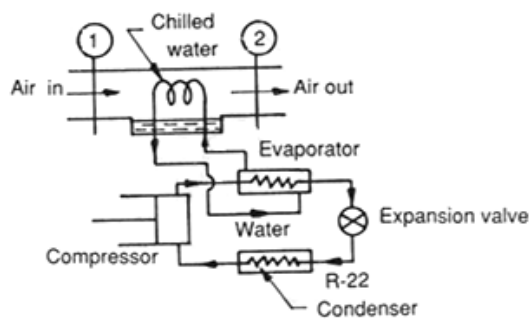 1
2
Chilled
water
Air in
Air out
Evaporator
Expansion valve
Water
Compressor
R-22
Condenser